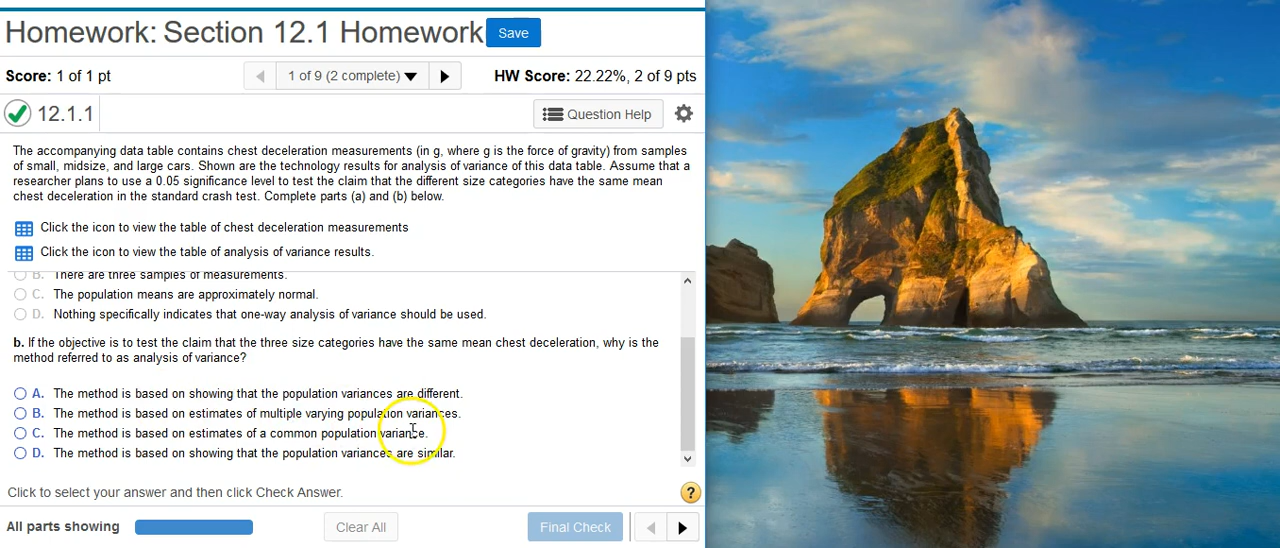 Homework: Section 12.1 Homework Save
Score: 1 of 1 pt 1 of 9 (2 complete) HW Score: 22.22%, 2 of 9 pts
12.1.1 Question Help
The accompanying data table contains chest deceleration measurements (in g, where g is the force of gravity) from samples
of small, midsize, and large cars. Shown are the technology results for analysis of variance of this data table. Assume that a
researcher plans to use a 0.05 significance level to test the claim that the different size categories have the same mean
chest deceleration in the standard crash test. Complete parts (a) and (b) below.
Click the icon to view the table of chest deceleration measurements
Click the icon to view the table of analysis of variance results.
B. There are three samples of measurements.
C. The population means are approximately normal.
D. Nothing specifically indicates that one-way analysis of variance should be used.
b. If the objective is to test the claim that the three size categories have the same mean chest deceleration, why is the
method referred to as analysis of variance?
A. The method is based on showing that the population variances are different.
B. The method is based on estimates of multiple varying population variances.
C. The method is based on estimates of a common population variance.
D. The method is based on showing that the population variances are similar.
Click to select your answer and then click Check Answer. ?
All parts showing Clear All Final Check